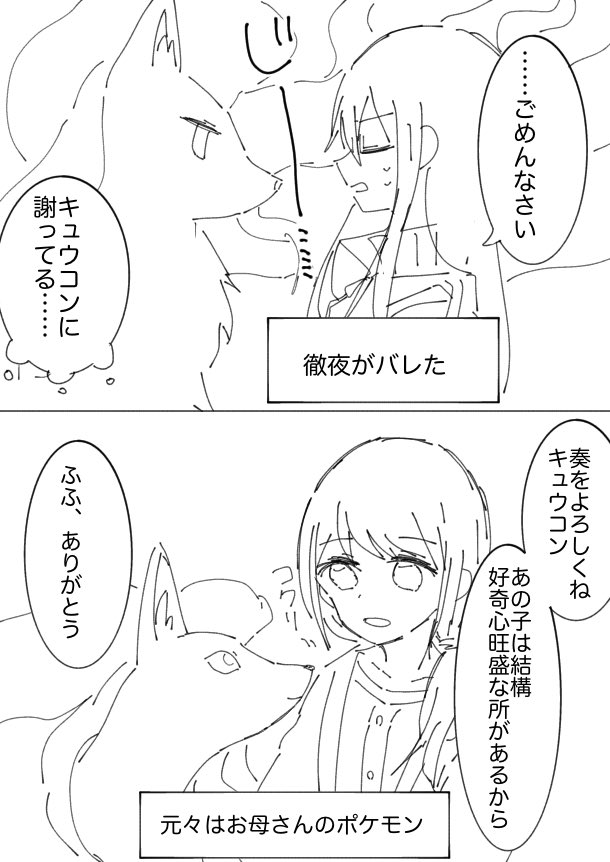 ……ごめんなさい
じーっ
キュウコンに
謝ってる……
徹夜がバレた
奏をよろしくね
キュウコン
あの子は結構
好奇心旺盛な所があるから
コクリ
ふふ、ありがとう
元々はお母さんのポケモン